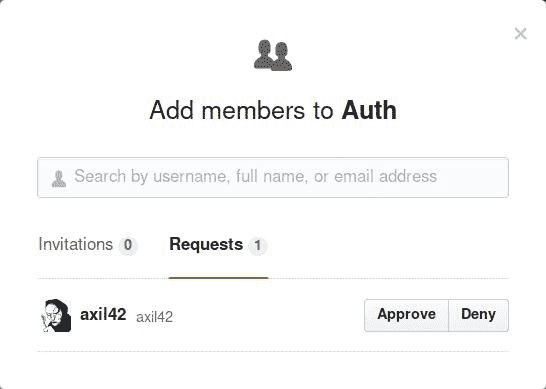 Add members to Auth
Search by username, full name, or email address
Invitations 0 Requests 1
axil42 axil42 Approve Deny